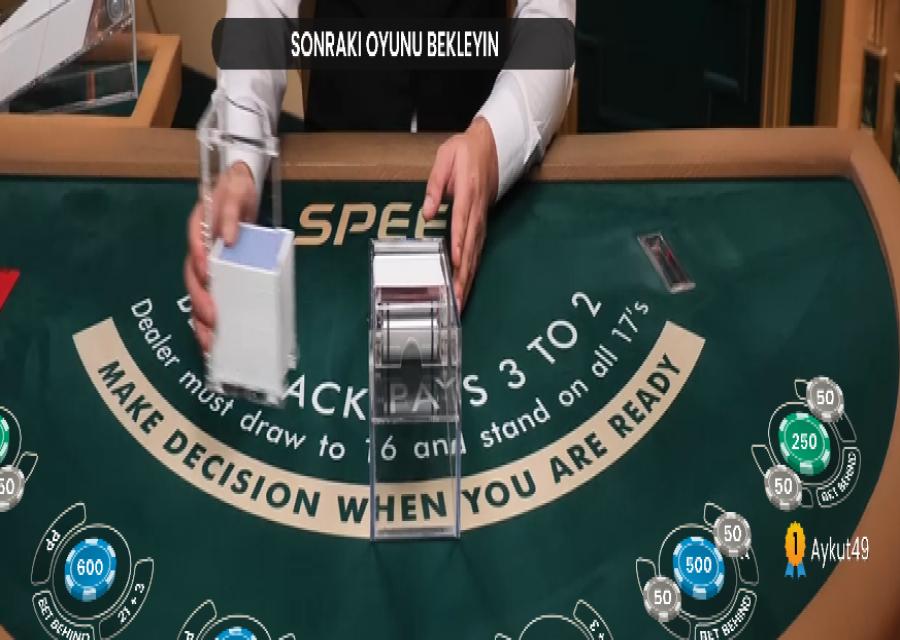 SONRAKI OYUNU BEKLEYIN
SPEE
ACK PAYS 3 TO 2
Dealer must draw to 16 and stand on all 17's
MAKE DECISION WHEN YOU ARE READY
50
250
50
BET BEHIND
50
PP
600
21 + 3
BET BEHIND
50
500
50
BET BEHIND
1
Aykut49
+ 3